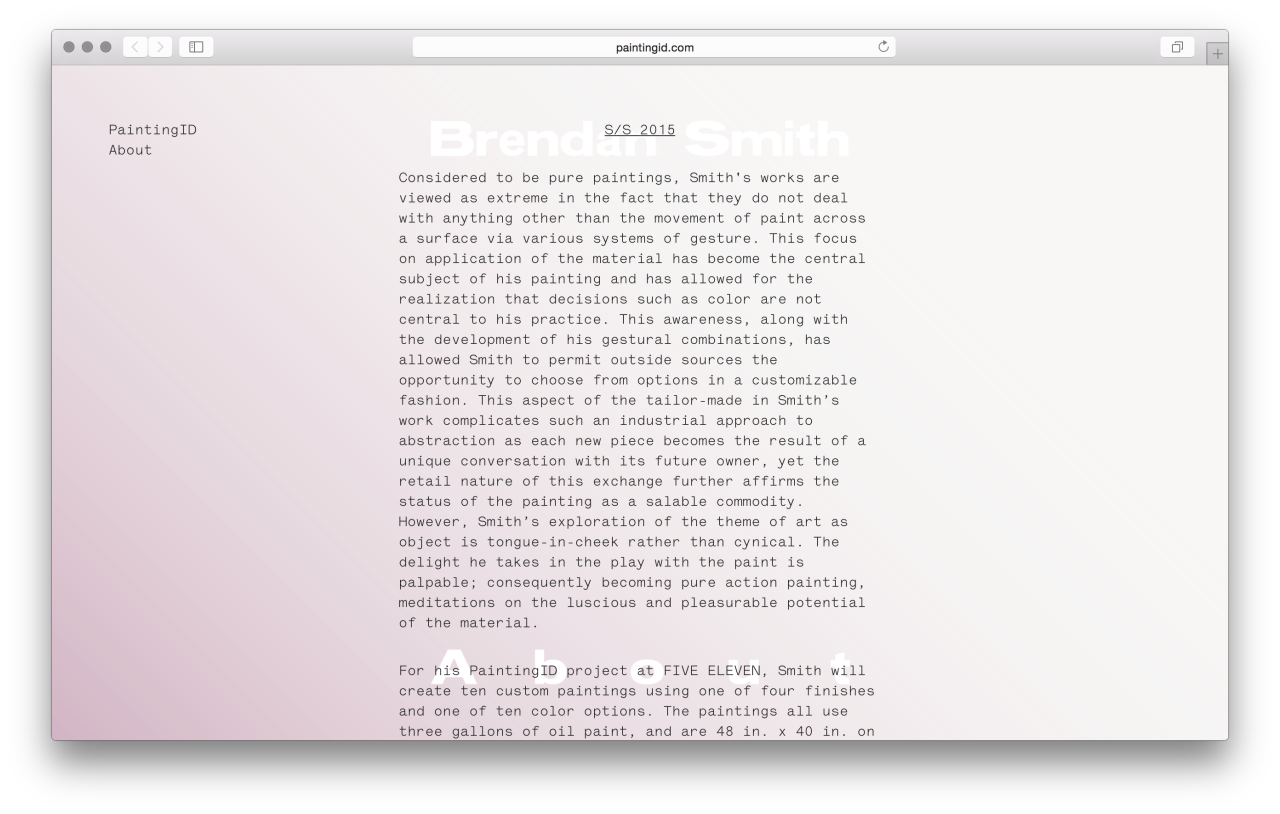 paintingid.com
PaintingID
About
Brendan Smith
S/S 2015
Considered to be pure paintings, Smith's works are
viewed as extreme in the fact that they do not deal
with anything other than the movement of paint across
a surface via various systems of gesture. This focus
on application of the material has become the central
subject of his painting and has allowed for the
realization that decisions such as color are not
central to his practice. This awareness, along with
the development of his gestural combinations, has
allowed Smith to permit outside sources the
opportunity to choose from options in a customizable
fashion. This aspect of the tailor-made in Smith’s
work complicates such an industrial approach to
abstraction as each new piece becomes the result of a
unique conversation with its future owner, yet the
retail nature of this exchange further affirms the
status of the painting as a salable commodity.
However, Smith’s exploration of the theme of art as
object is tongue-in-cheek rather than cynical. The
delight he takes in the play with the paint is
palpable; consequently becoming pure action painting,
meditations on the luscious and pleasurable potential
of the material.
About
For his PaintingID project at FIVE ELEVEN, Smith will
create ten custom paintings using one of four finishes
and one of ten color options. The paintings all use
three gallons of oil paint, and are 48 in. x 40 in. on